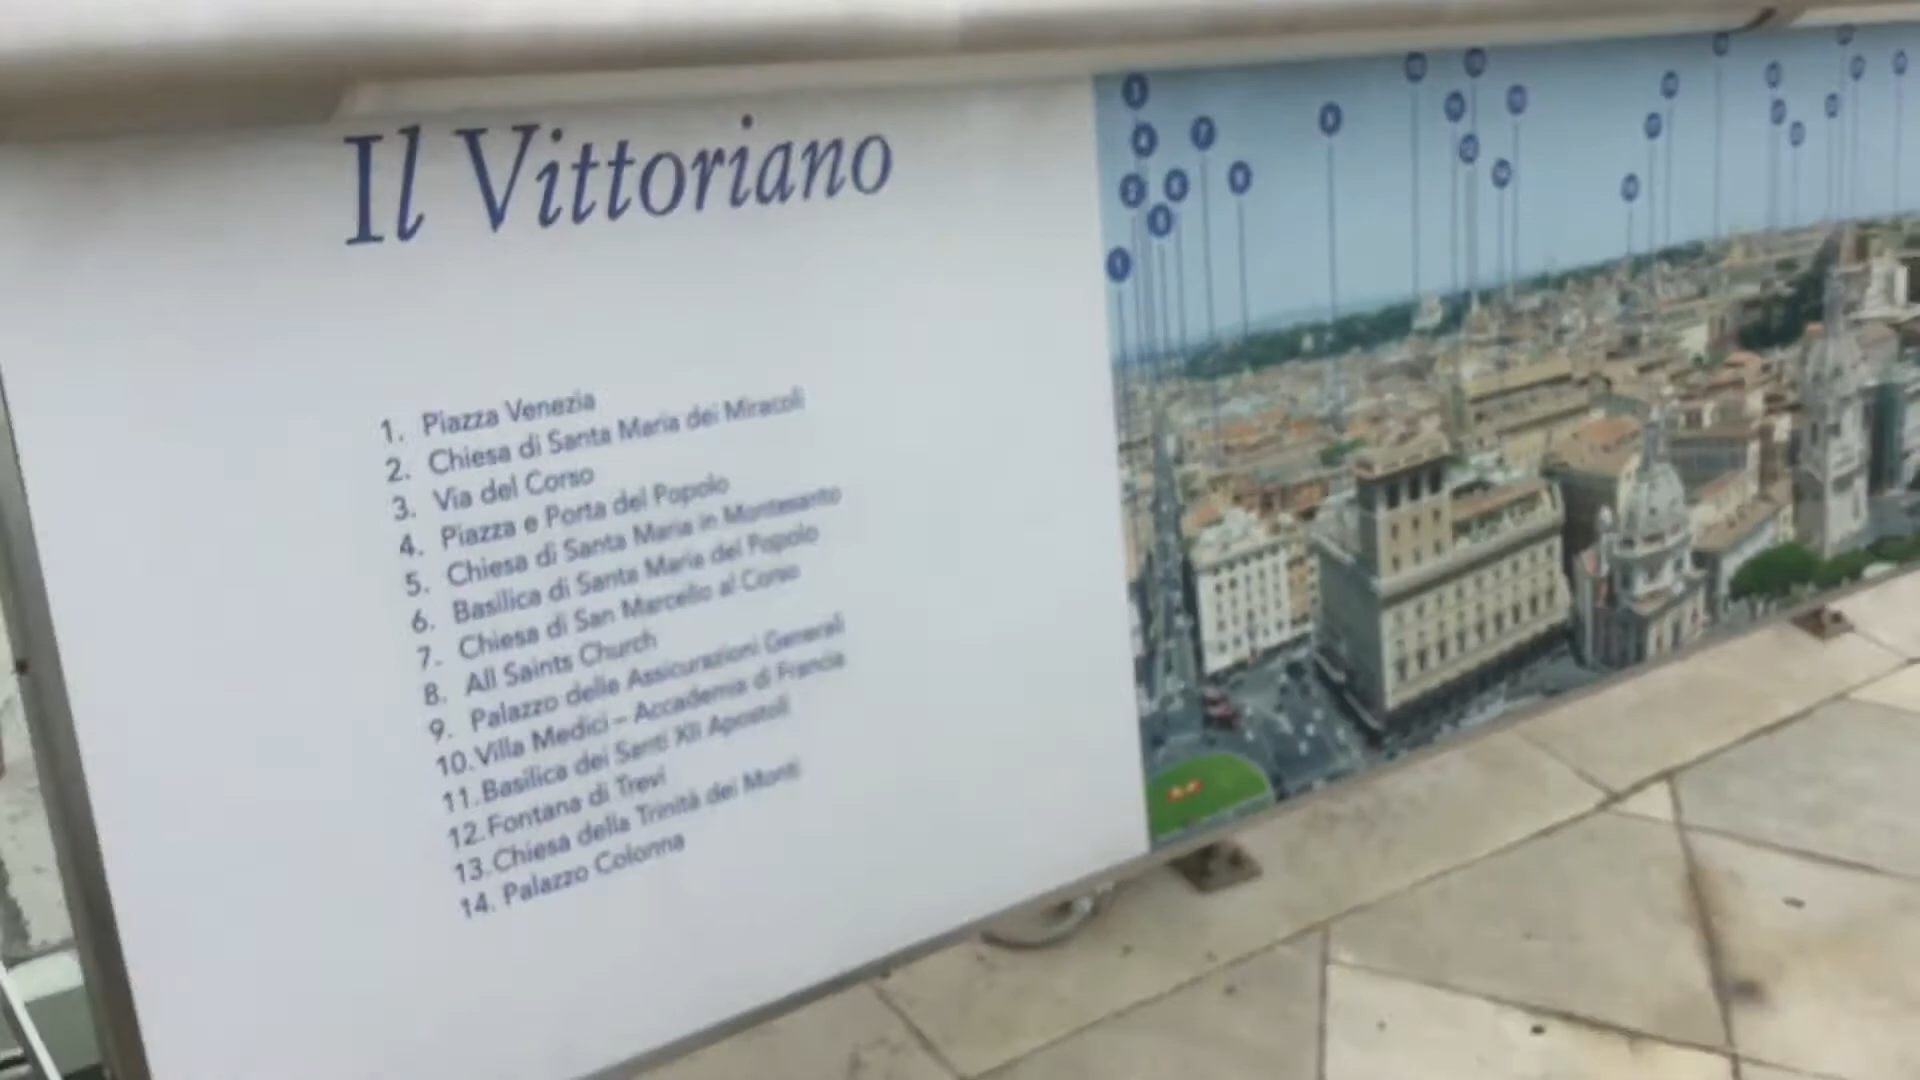 Il Vittoriano
1. Piazza Venezia
2. Chiesa di Santa Maria dei Miracoli
3. Via del Corso
4. Piazza e Porta del Popolo
5. Chiesa di Santa Maria in Montesanto
6. Basilica di Santa Maria del Popolo
7. Chiesa di San Marcello al Corso
8. All Saints Church
9. Palazzo delle Assicurazioni Generali
10. Villa Medici – Accademia di Francia
11. Basilica dei Santi XII Apostoli
12. Fontana di Trevi
13. Chiesa della Trinità dei Monti
14. Palazzo Colonna